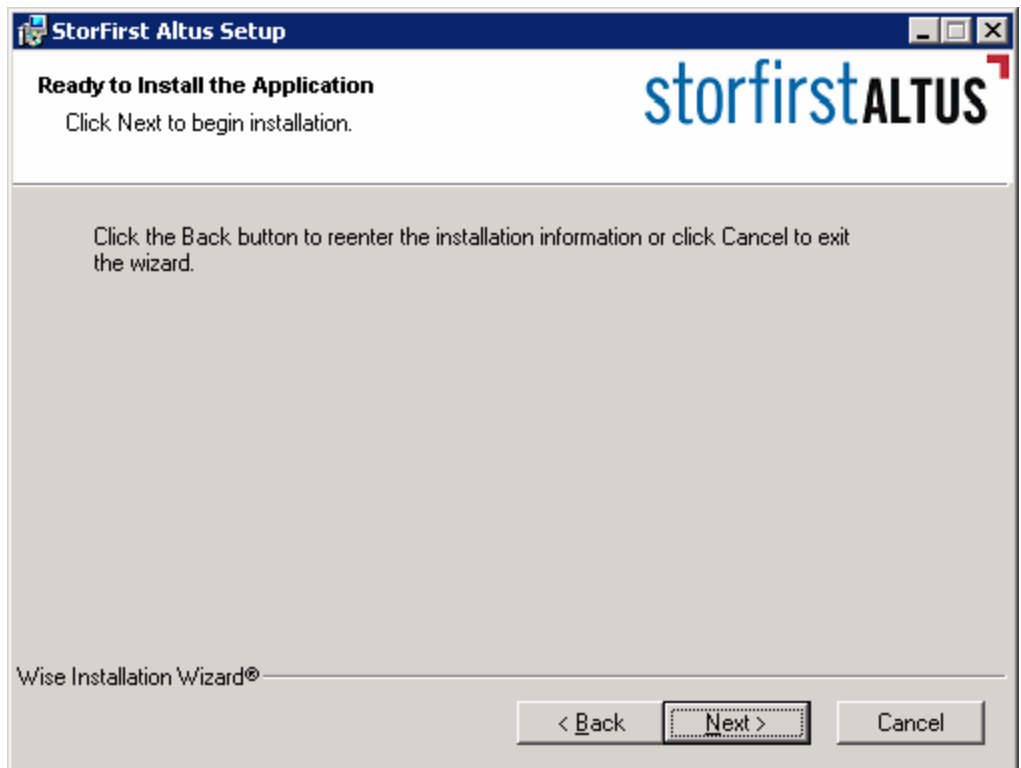 StorFirst Altus Setup
Ready to Install the Application
storfirstALTUS
Click Next to begin installation.
Click the Back button to reenter the installation information or click Cancel to exit
the wizard.
Wise Installation Wizard®
< Back Next > Cancel